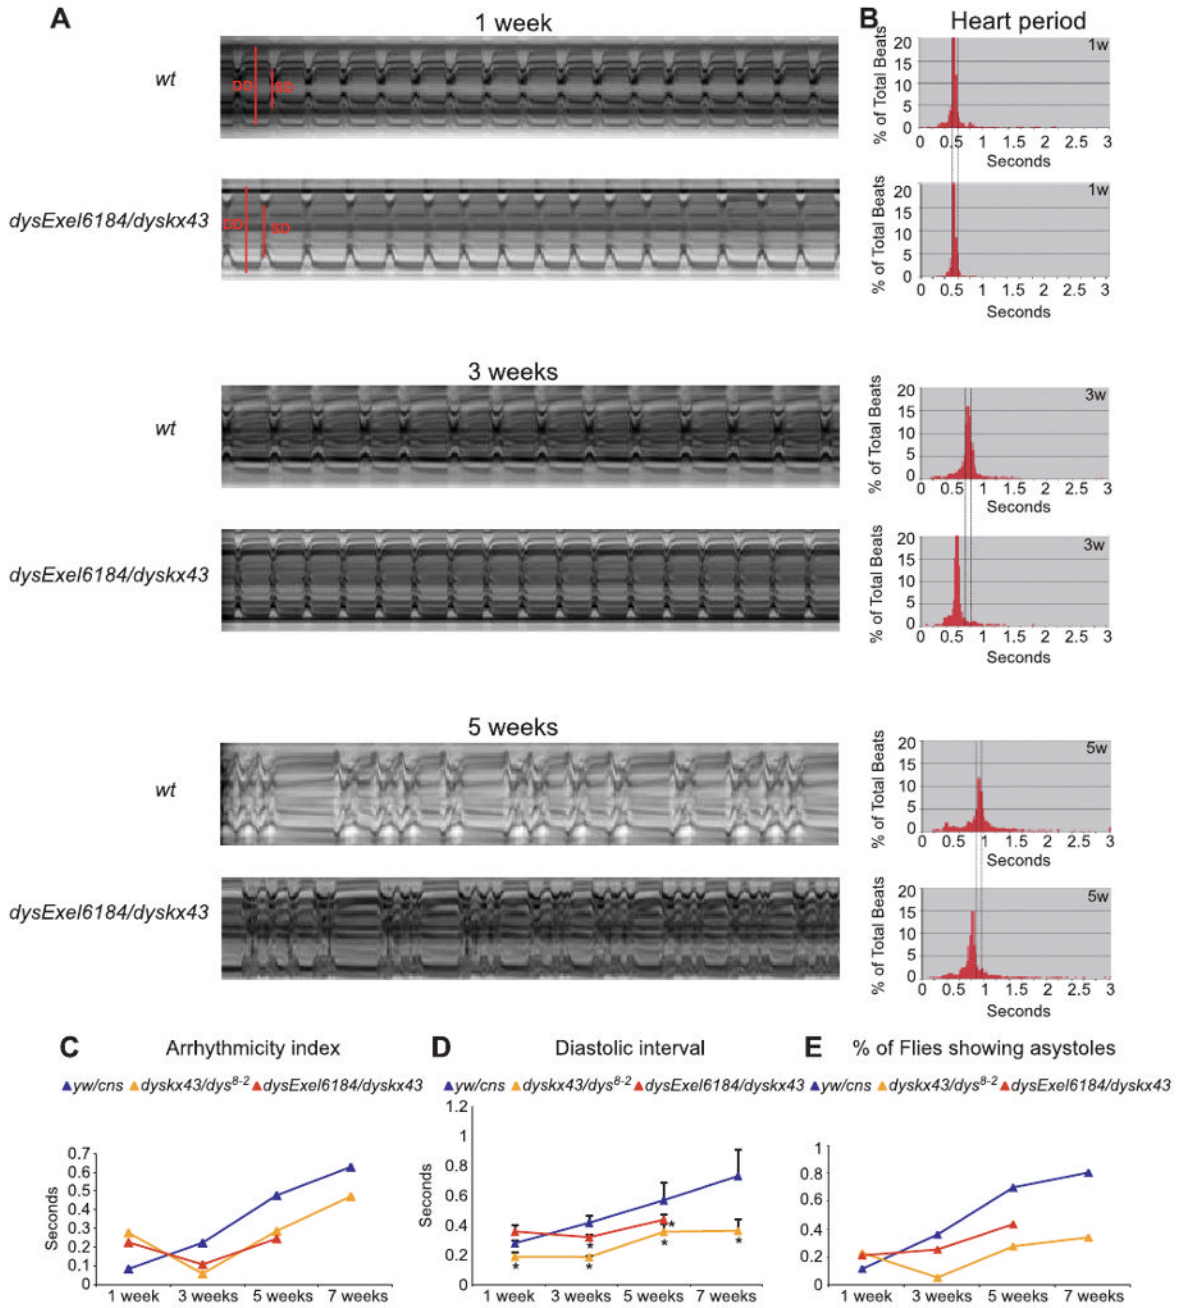 A
1 week
wt
DD
SD
dysExel6184/dyskx43
DD
SD
3 weeks
wt
dysExel6184/dyskx43
5 weeks
wt
dysExel6184/dyskx43
B
Heart period
1w
% of Total Beats
20
15
10
5
0
0 0.5 1 1.5 2 2.5 3
Seconds
1w
% of Total Beats
20
15
10
5
0
0 0.5 1 1.5 2 2.5 3
Seconds
3w
% of Total Beats
20
15
10
5
0
0 0.5 1 1.5 2 2.5 3
Seconds
3w
% of Total Beats
20
15
10
5
0
0 0.5 1 1.5 2 2.5 3
Seconds
5w
% of Total Beats
20
15
10
5
0
0 0.5 1 1.5 2 2.5 3
Seconds
5w
% of Total Beats
20
15
10
5
0
0 0.5 1 1.5 2 2.5 3
Seconds
C
Arrhythmicity index
yw/cns dyskx43/dys8-2 dysExel6184/dyskx43
Seconds
0.7
0.6
0.5
0.4
0.3
0.2
0.1
0
1 week 3 weeks 5 weeks 7 weeks
D
Diastolic interval
yw/cns dyskx43/dys8-2 dysExel6184/dyskx43
Seconds
1.2
1
0.8
0.6
0.4
0.2
0
*
*
*
**
*
*
1 week 3 weeks 5 weeks 7 weeks
E
% of Flies showing asystoles
yw/cns dyskx43/dys8-2 dysExel6184/dyskx43
1
0.8
0.6
0.4
0.2
0
1 week 3 weeks 5 weeks 7 weeks